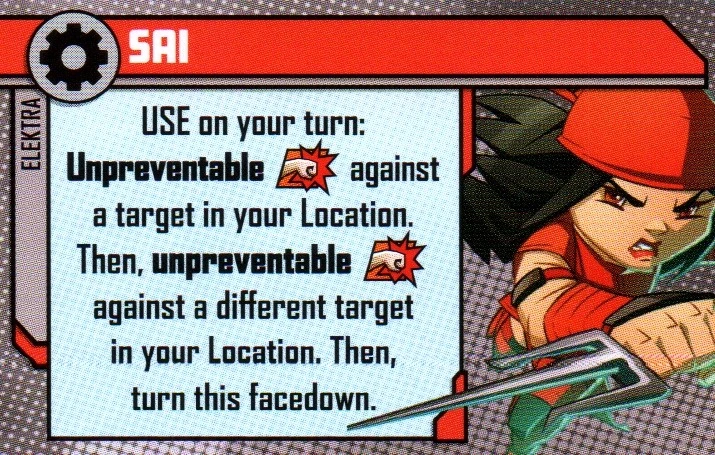 SAI
ELEKTRA
USE on your turn:
Unpreventable against
a target in your Location.
Then, unpreventable
against a different target
in your Location. Then,
turn this facedown.